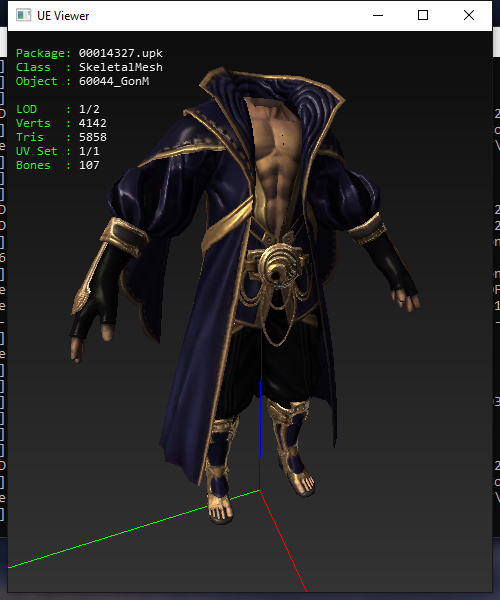 UE Viewer
Package: 00014327.upk
Class : SkeletalMesh
Object : 60044_GonM
LOD : 1/2
Verts : 4142
Tris : 5858
UV Set : 1/1
Bones : 107